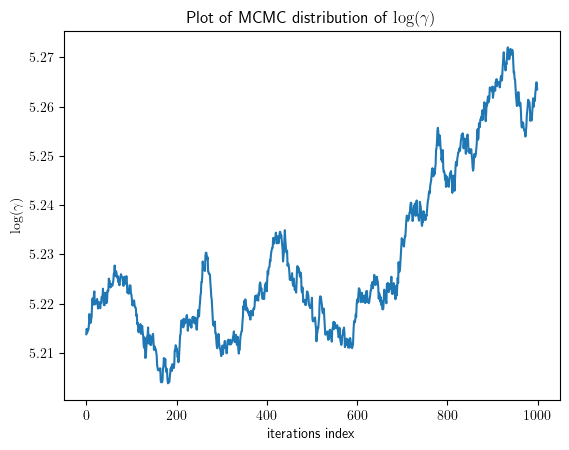 Plot of MCMC distribution of log(γ)
5.27
5.26
5.25
5.24
5.23
5.22
5.21
log(γ)
0 200 400 600 800 1000
iterations index